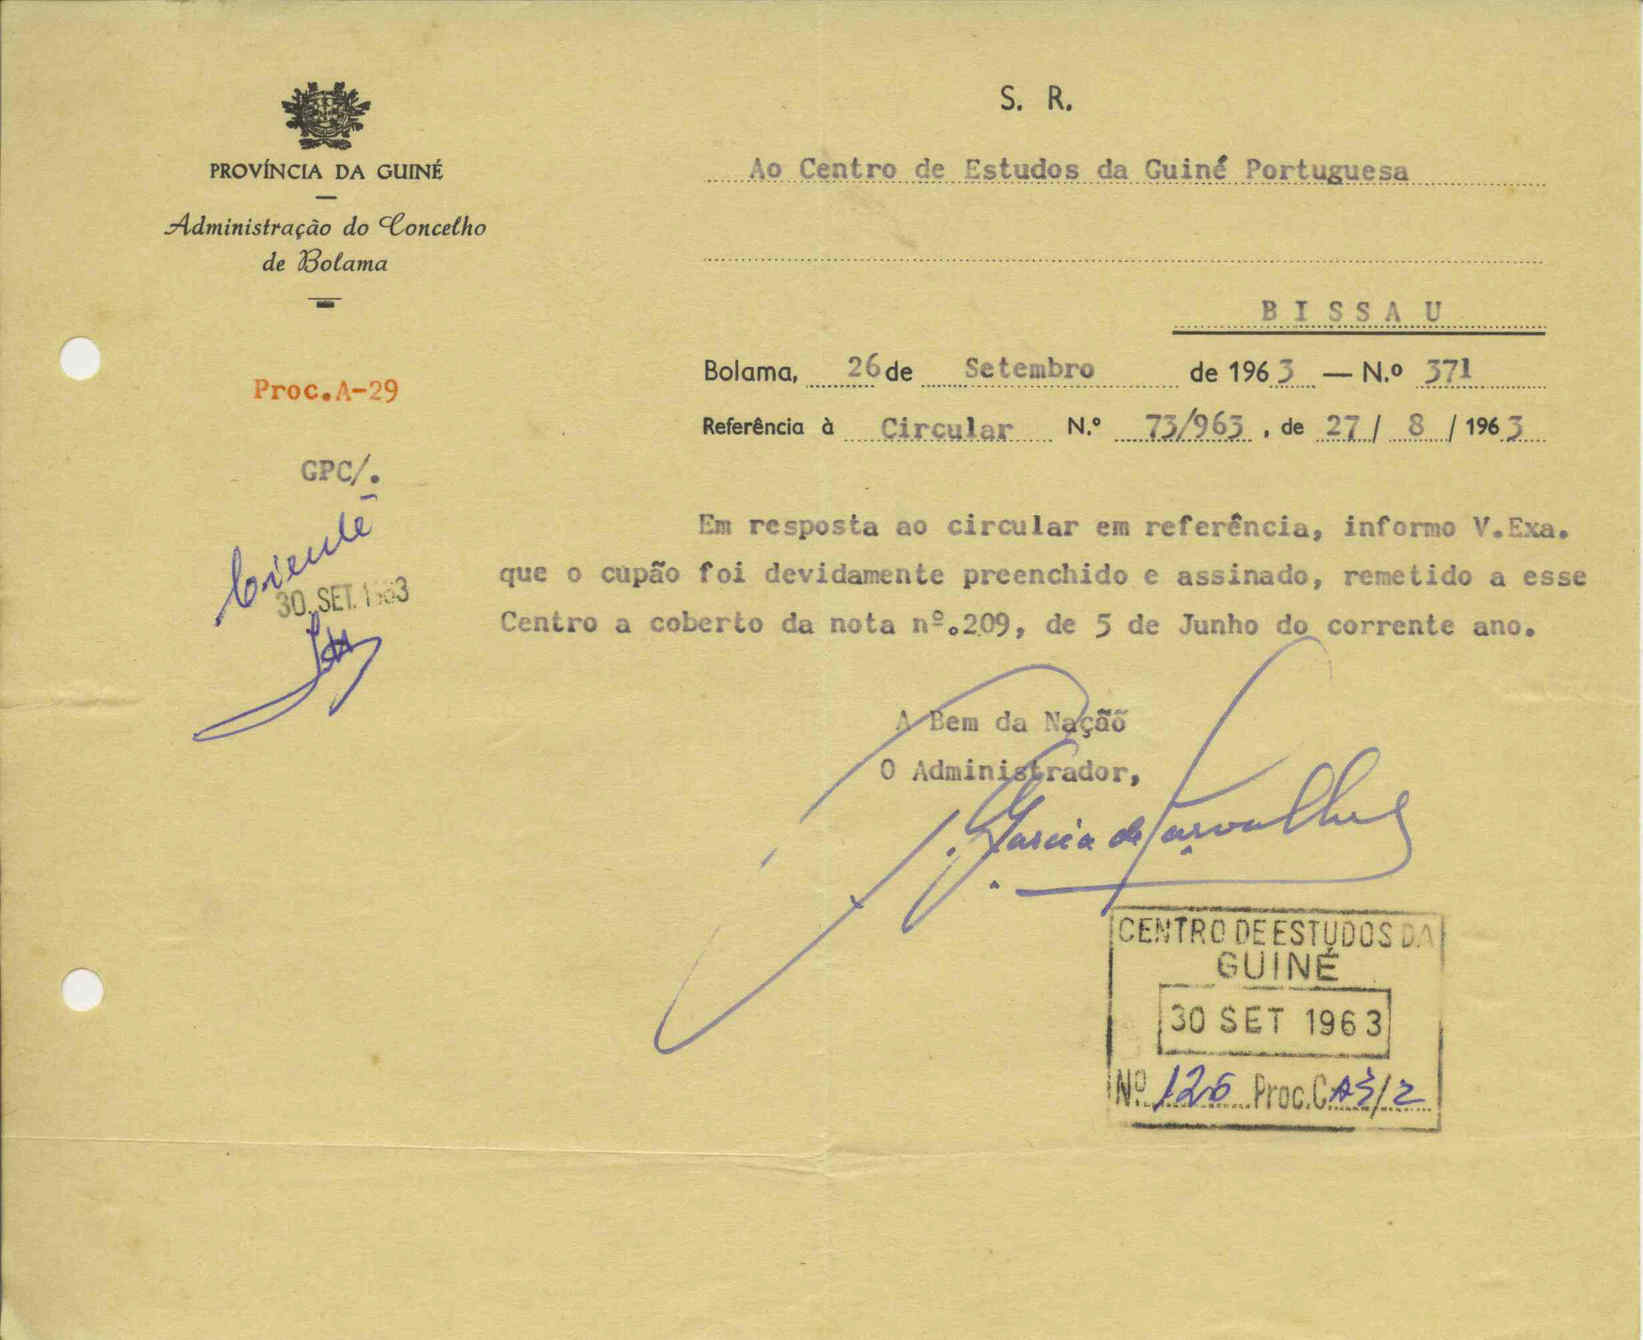 PROVÍNCIA DA GUINÉ
Administração do Concelho
de Bolama
Proc.A-29
GPC/.
Ciente
30. SET. 1963
S. R.
Ao Centro de Estudos da Guiné Portuguesa
BISSAU
Bolama, 26 de Setembro de 1963 — N.º 371
Referência à Circular N.º 73/963, de 27/ 8 /1963
Em resposta ao circular em referência, informo V.Exa.
que o cupão foi devidamente preenchido e assinado, remetido a esse
Centro a coberto da nota nº.209, de 5 de Junho do corrente ano.
A Bem da Nação
O Administrador,
Garcia de Carvalho
CENTRO DE ESTUDOS DA
GUINÉ
30 SET 1963
Nº 126 Proc.C